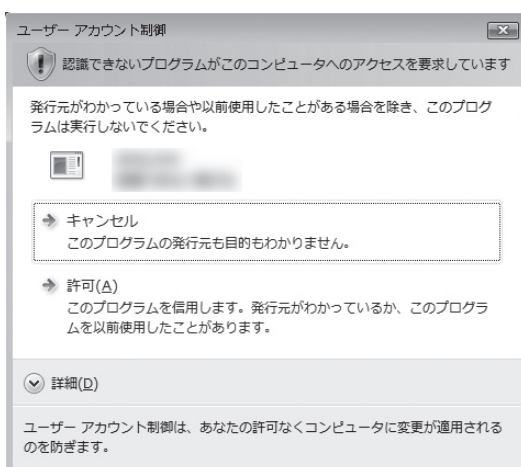 ユーザー アカウント制御
認識できないプログラムがこのコンピュータへのアクセスを要求しています
発行元がわかっている場合や以前使用したことがある場合を除き、このプログ
ラムは実行しないでください。
キャンセル
このプログラムの発行元も目的もわかりません。
許可(A)
このプログラムを信用します。発行元がわかっているか、このプログラ
ムを以前使用したことがあります。
詳細(D)
ユーザー アカウント制御は、あなたの許可なくコンピュータに変更が適用される
のを防ぎます。